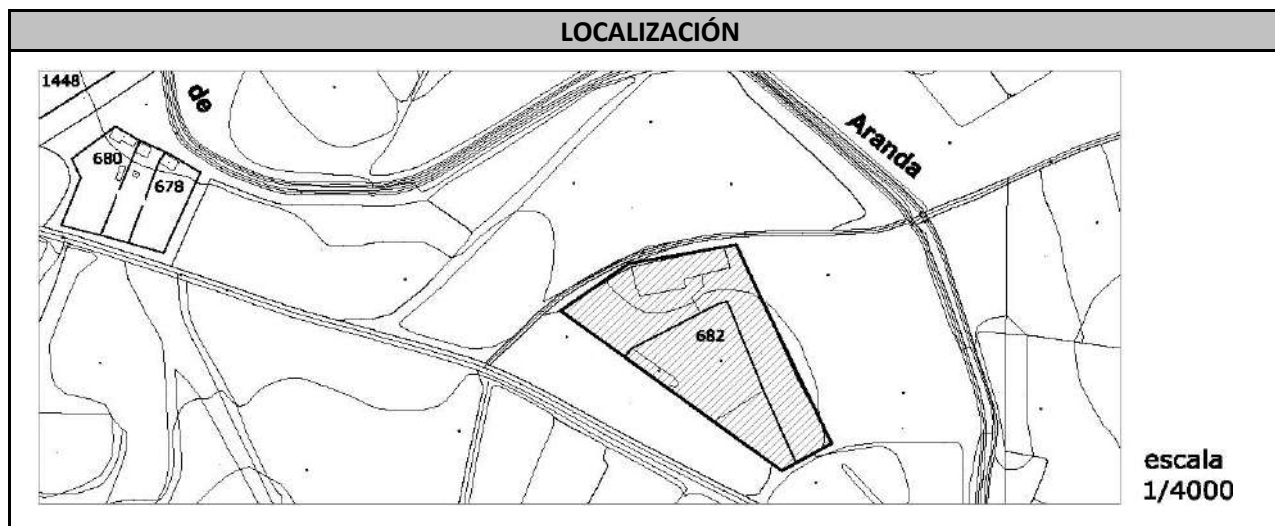 LOCALIZACIÓN
1448
de
Aranda
680
678
682
escala
1/4000